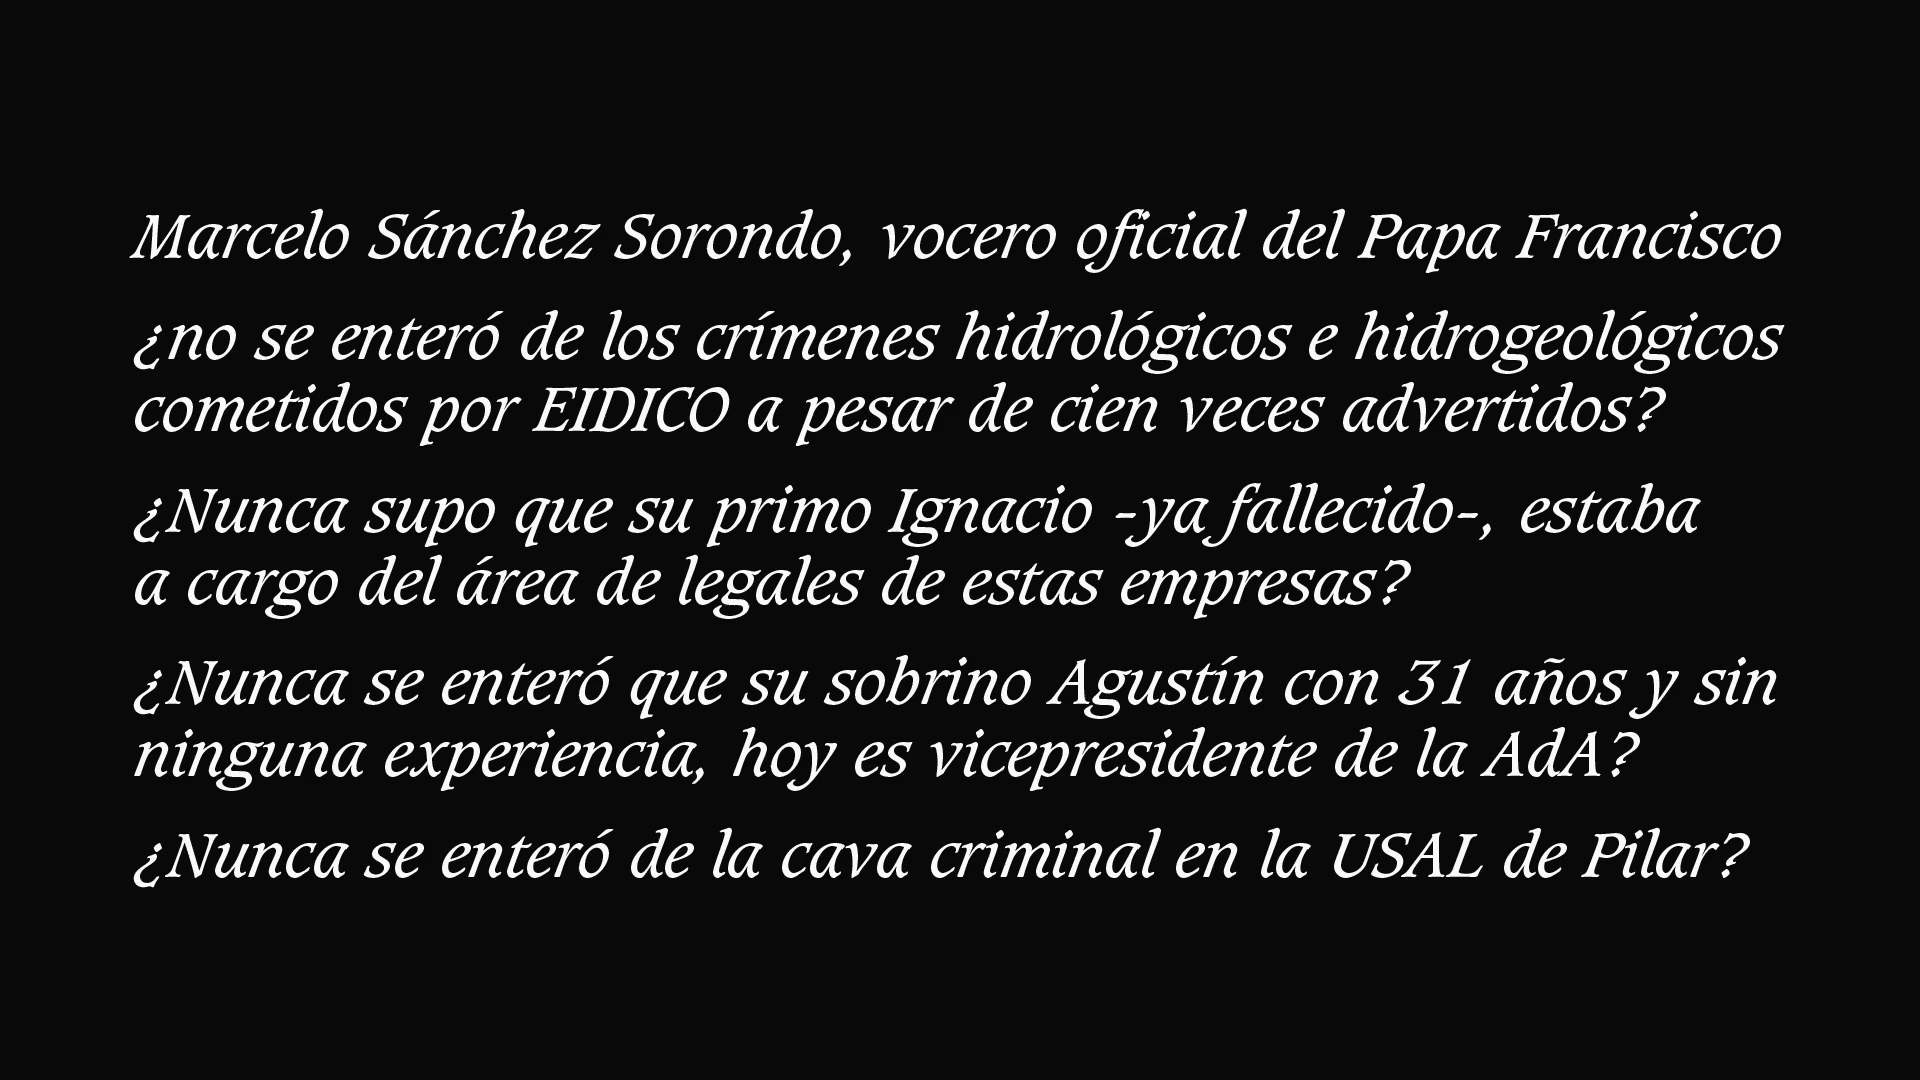 Marcelo Sánchez Sorondo, vocero oficial del Papa Francisco
¿no se enteró de los crímenes hidrológicos e hidrogeológicos
cometidos por EIDICO a pesar de cien veces advertidos?
¿Nunca supo que su primo Ignacio -ya fallecido-, estaba
a cargo del área de legales de estas empresas?
¿Nunca se enteró que su sobrino Agustín con 31 años y sin
ninguna experiencia, hoy es vicepresidente de la AdA?
¿Nunca se enteró de la cava criminal en la USAL de Pilar?